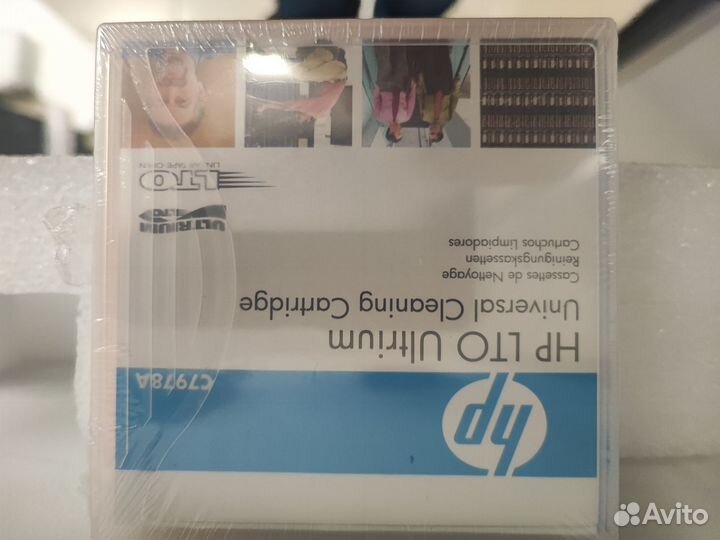 hp
C7978A
HP LTO Ultrium
Universal Cleaning Cartridge
Cassettes de Nettoyage
Reinigungskassetten
Cartuchos Limpiadores
ULTRIUM
LTO
LTO
LINEAR TAPE-OPEN
Avito